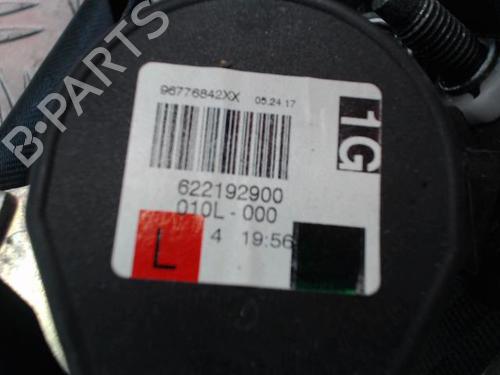 96776842XX 05.24 17
1G
622192900
010L-000
L 4 19:56
B-PARTS